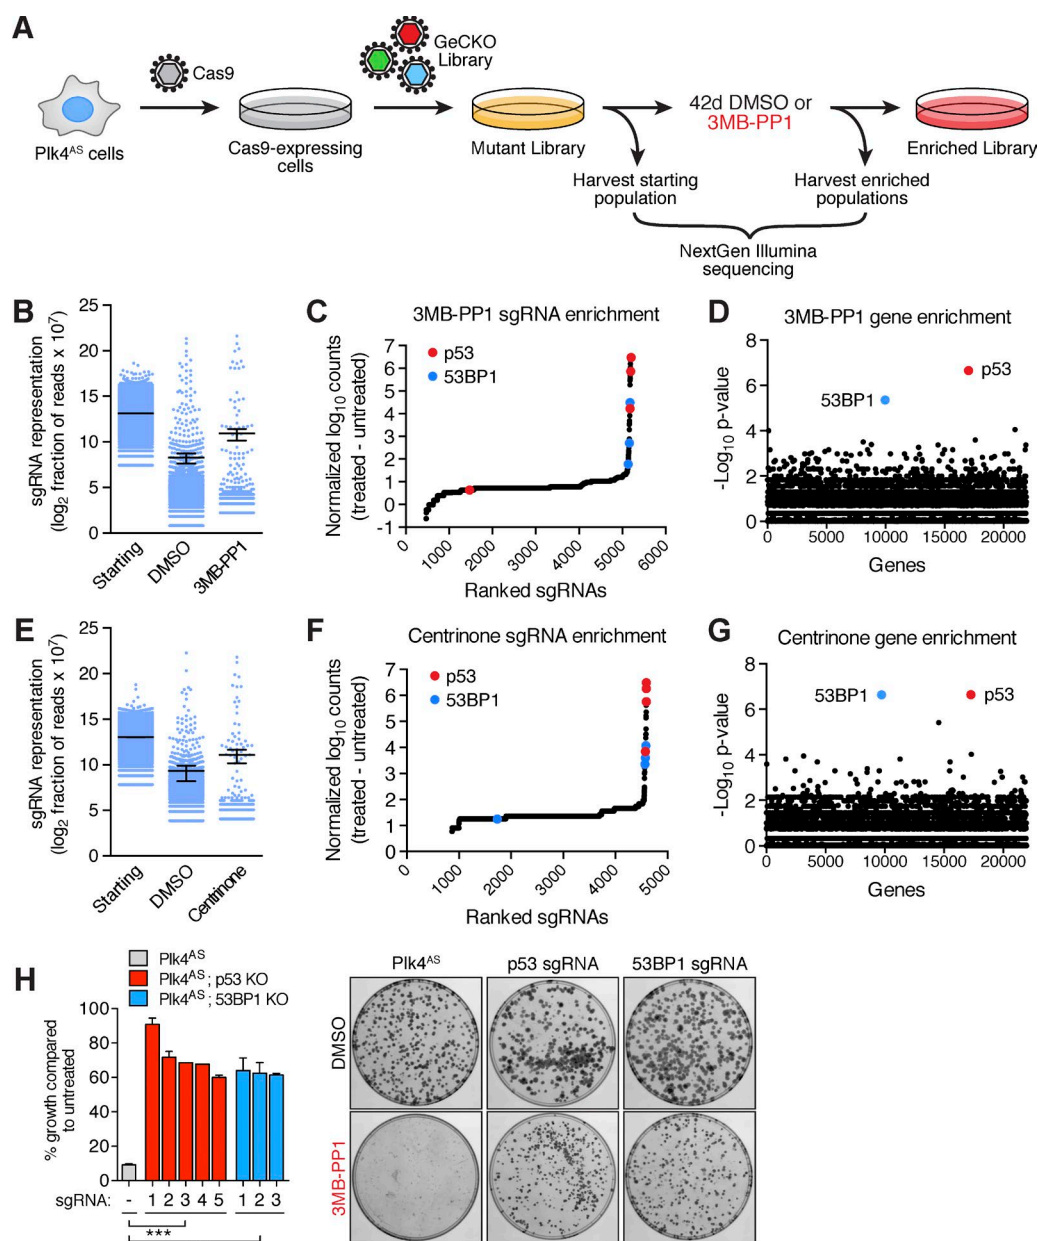 A
Cas9
GeCKO
Library
Plk4AS cells
Cas9-expressing
cells
Mutant Library
42d DMSO or
3MB-PP1
Enriched Library
Harvest starting
population
Harvest enriched
populations
NextGen Illumina
sequencing
B
sgRNA representation
(log2 fraction of reads x 10^7)
25
20
15
10
5
0
Starting
DMSO
3MB-PP1
C
3MB-PP1 sgRNA enrichment
p53
53BP1
Normalized log10 counts
(treated - untreated)
7
6
5
4
3
2
1
0
-1
0
1000
2000
3000
4000
5000
6000
Ranked sgRNAs
D
3MB-PP1 gene enrichment
-Log10 p-value
8
6
4
2
0
53BP1
p53
0
5000
10000
15000
20000
Genes
E
sgRNA representation
(log2 fraction of reads x 10^7)
25
20
15
10
5
0
Starting
DMSO
Centrinone
F
Centrinone sgRNA enrichment
p53
53BP1
Normalized log10 counts
(treated - untreated)
7
6
5
4
3
2
1
0
0
1000
2000
3000
4000
5000
Ranked sgRNAs
G
Centrinone gene enrichment
-Log10 p-value
8
6
4
2
0
53BP1
p53
0
5000
10000
15000
20000
Genes
H
Plk4AS
Plk4AS; p53 KO
Plk4AS; 53BP1 KO
% growth compared
to untreated
100
80
60
40
20
0
sgRNA: - 1 2 3 4 5 1 2 3
***
Plk4AS
p53 sgRNA
53BP1 sgRNA
DMSO
3MB-PP1